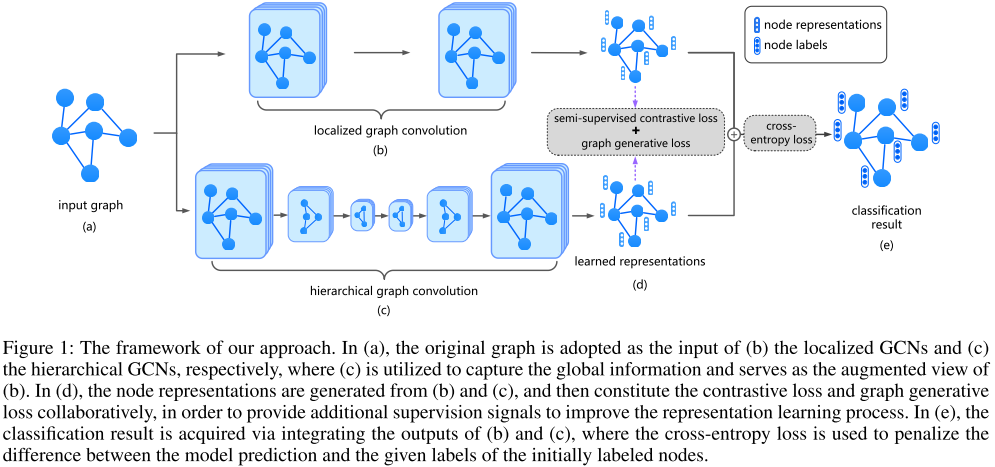 node representations
node labels
localized graph convolution
(b)
semi-supervised contrastive loss
+
graph generative loss
cross-
entropy loss
input graph
(a)
classification
result
(e)
learned representations
(d)
hierarchical graph convolution
(c)
Figure 1: The framework of our approach. In (a), the original graph is adopted as the input of (b) the localized GCNs and (c)
the hierarchical GCNs, respectively, where (c) is utilized to capture the global information and serves as the augmented view of
(b). In (d), the node representations are generated from (b) and (c), and then constitute the contrastive loss and graph generative
loss collaboratively, in order to provide additional supervision signals to improve the representation learning process. In (e), the
classification result is acquired via integrating the outputs of (b) and (c), where the cross-entropy loss is used to penalize the
difference between the model prediction and the given labels of the initially labeled nodes.